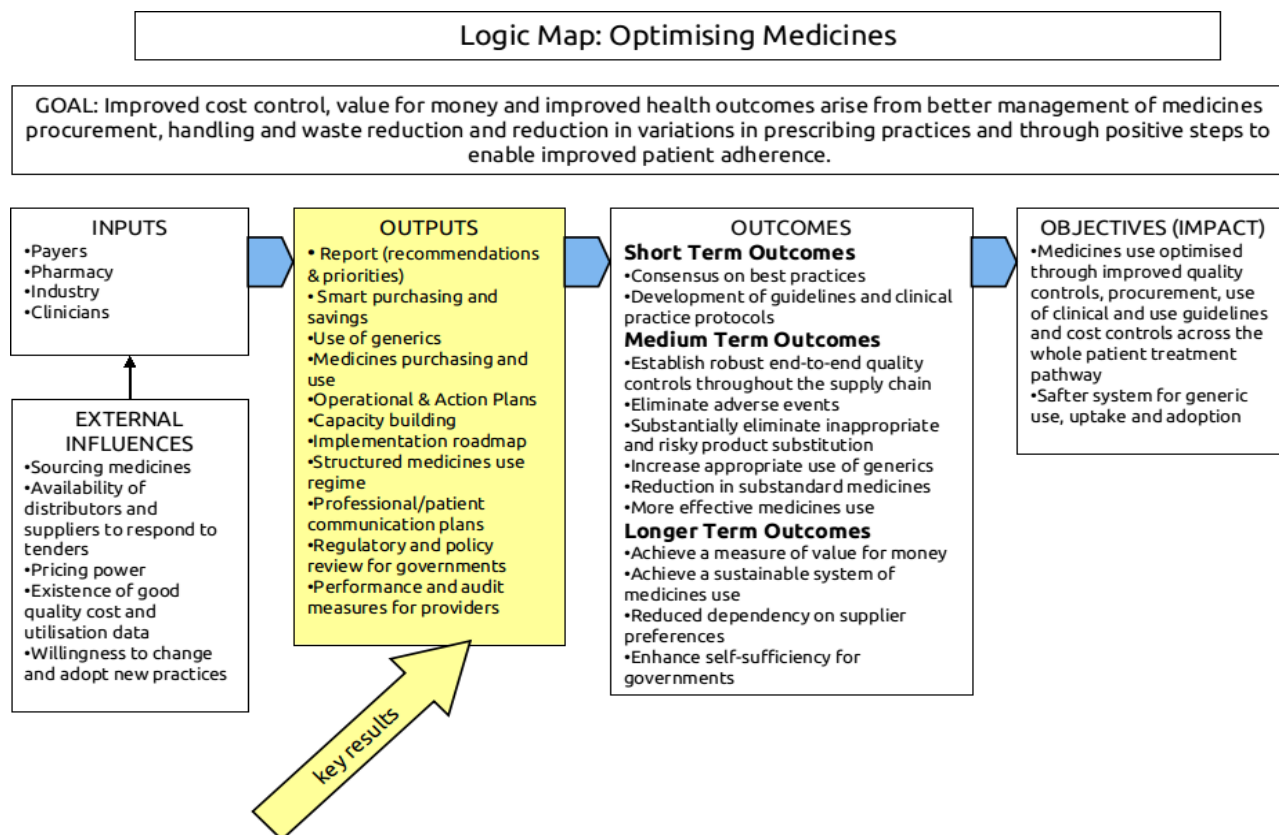 Logic Map: Optimising Medicines
GOAL: Improved cost control, value for money and improved health outcomes arise from better management of medicines
procurement, handling and waste reduction and reduction in variations in prescribing practices and through positive steps to
enable improved patient adherence.
INPUTS
•Payers
•Pharmacy
•Industry
•Clinicians
EXTERNAL
INFLUENCES
•Sourcing medicines
•Availability of
distributors and
suppliers to respond to
tenders
•Pricing power
•Existence of good
quality cost and
utilisation data
•Willingness to change
and adopt new practices
OUTPUTS
• Report (recommendations
& priorities)
• Smart purchasing and
savings
•Use of generics
•Medicines purchasing and
use
•Operational & Action Plans
•Capacity building
•Implementation roadmap
•Structured medicines use
regime
•Professional/patient
communication plans
•Regulatory and policy
review for governments
•Performance and audit
measures for providers
key results
OUTCOMES
Short Term Outcomes
•Consensus on best practices
•Development of guidelines and clinical
practice protocols
Medium Term Outcomes
•Establish robust end-to-end quality
controls throughout the supply chain
•Eliminate adverse events
•Substantially eliminate inappropriate
and risky product substitution
•Increase appropriate use of generics
•Reduction in substandard medicines
•More effective medicines use
Longer Term Outcomes
•Achieve a measure of value for money
•Achieve a sustainable system of
medicines use
•Reduced dependency on supplier
preferences
•Enhance self-sufficiency for
governments
OBJECTIVES (IMPACT)
•Medicines use optimised
through improved quality
controls, procurement, use
of clinical and use guidelines
and cost controls across the
whole patient treatment
pathway
•Safter system for generic
use, uptake and adoption